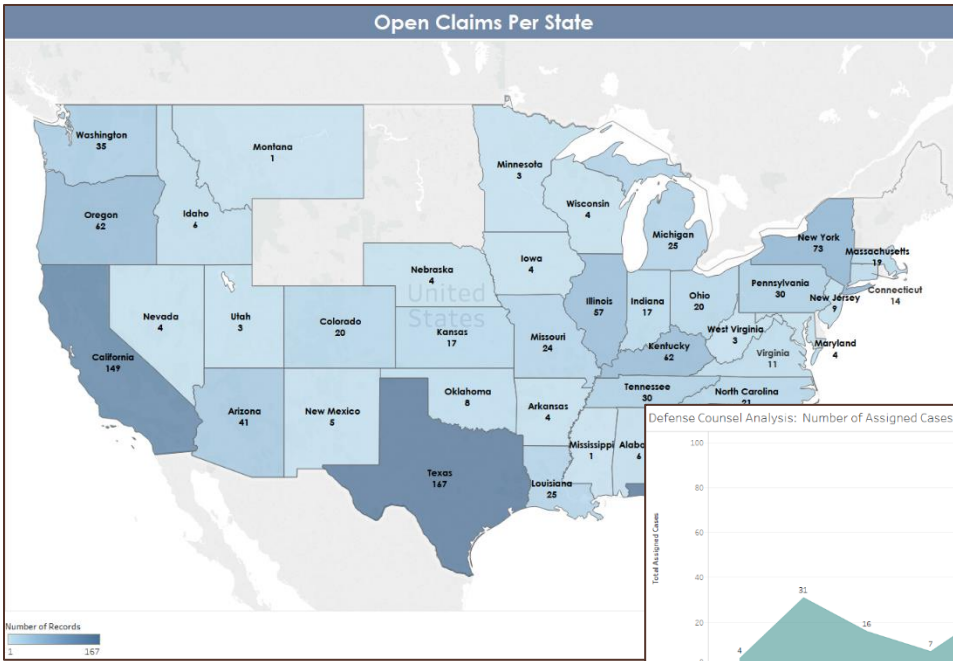 Open Claims Per State
Washington
35
Montana
1
Minnesota
3
Oregon
62
Idaho
6
Wisconsin
4
Michigan
25
New York
73
Massachusetts
19
Connecticut
14
Nebraska
4
Iowa
4
Pennsylvania
30
New Jersey
9
United
States
Nevada
4
Utah
3
Colorado
20
Kansas
17
Missouri
24
Illinois
57
Indiana
17
Ohio
20
West Virginia
3
Maryland
4
Virginia
11
Kentucky
62
California
149
Arizona
41
New Mexico
5
Oklahoma
8
Arkansas
4
Tennessee
30
North Carolina
21
Mississippi
1
Alaba
6
Texas
167
Louisiana
25
Number of Records
1 167
Defense Counsel Analysis: Number of Assigned Cases
Total Assigned Cases
100
80
60
40
20
4
31
16
7